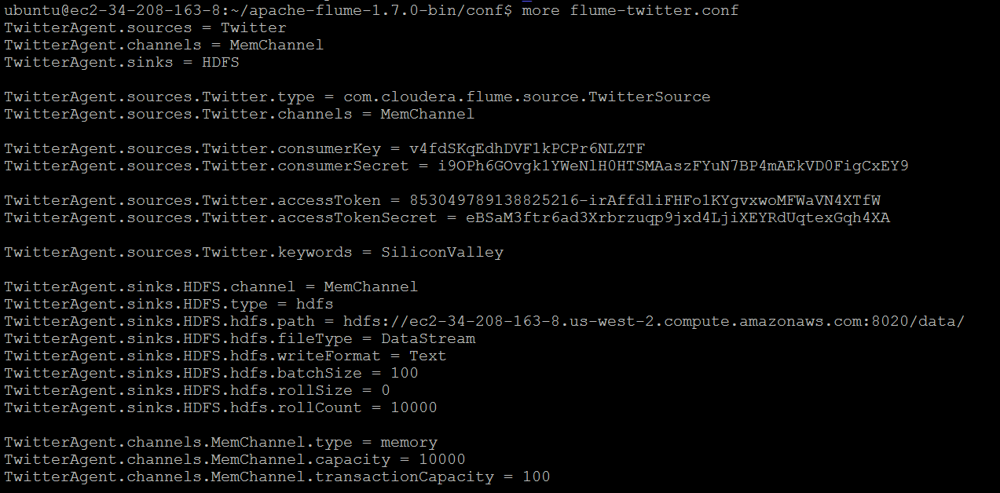 ubuntu@ec2-34-208-163-8:~/apache-flume-1.7.0-bin/conf$ more flume-twitter.conf
TwitterAgent.sources = Twitter
TwitterAgent.channels = MemChannel
TwitterAgent.sinks = HDFS
TwitterAgent.sources.Twitter.type = com.cloudera.flume.source.TwitterSource
TwitterAgent.sources.Twitter.channels = MemChannel
TwitterAgent.sources.Twitter.consumerKey = v4fdSKqEdhDVF1kPCPr6NLZTF
TwitterAgent.sources.Twitter.consumerSecret = i9OPh6GOvgk1YWeNlH0HTSMAaszFYuN7BP4mAEkVD0FigCxEY9
TwitterAgent.sources.Twitter.accessToken = 853049789138825216-irAffdliFHFo1KYgvxwoMFWaVN4XTfW
TwitterAgent.sources.Twitter.accessTokenSecret = eBSaM3ftr6ad3Xrbrzuqp9jxd4LjiXEYRdUqtexGqh4XA
TwitterAgent.sources.Twitter.keywords = SiliconValley
TwitterAgent.sinks.HDFS.channel = MemChannel
TwitterAgent.sinks.HDFS.type = hdfs
TwitterAgent.sinks.HDFS.hdfs.path = hdfs://ec2-34-208-163-8.us-west-2.compute.amazonaws.com:8020/data/
TwitterAgent.sinks.HDFS.hdfs.fileType = DataStream
TwitterAgent.sinks.HDFS.hdfs.writeFormat = Text
TwitterAgent.sinks.HDFS.hdfs.batchSize = 100
TwitterAgent.sinks.HDFS.hdfs.rollSize = 0
TwitterAgent.sinks.HDFS.hdfs.rollCount = 10000
TwitterAgent.channels.MemChannel.type = memory
TwitterAgent.channels.MemChannel.capacity = 10000
TwitterAgent.channels.MemChannel.transactionCapacity = 100